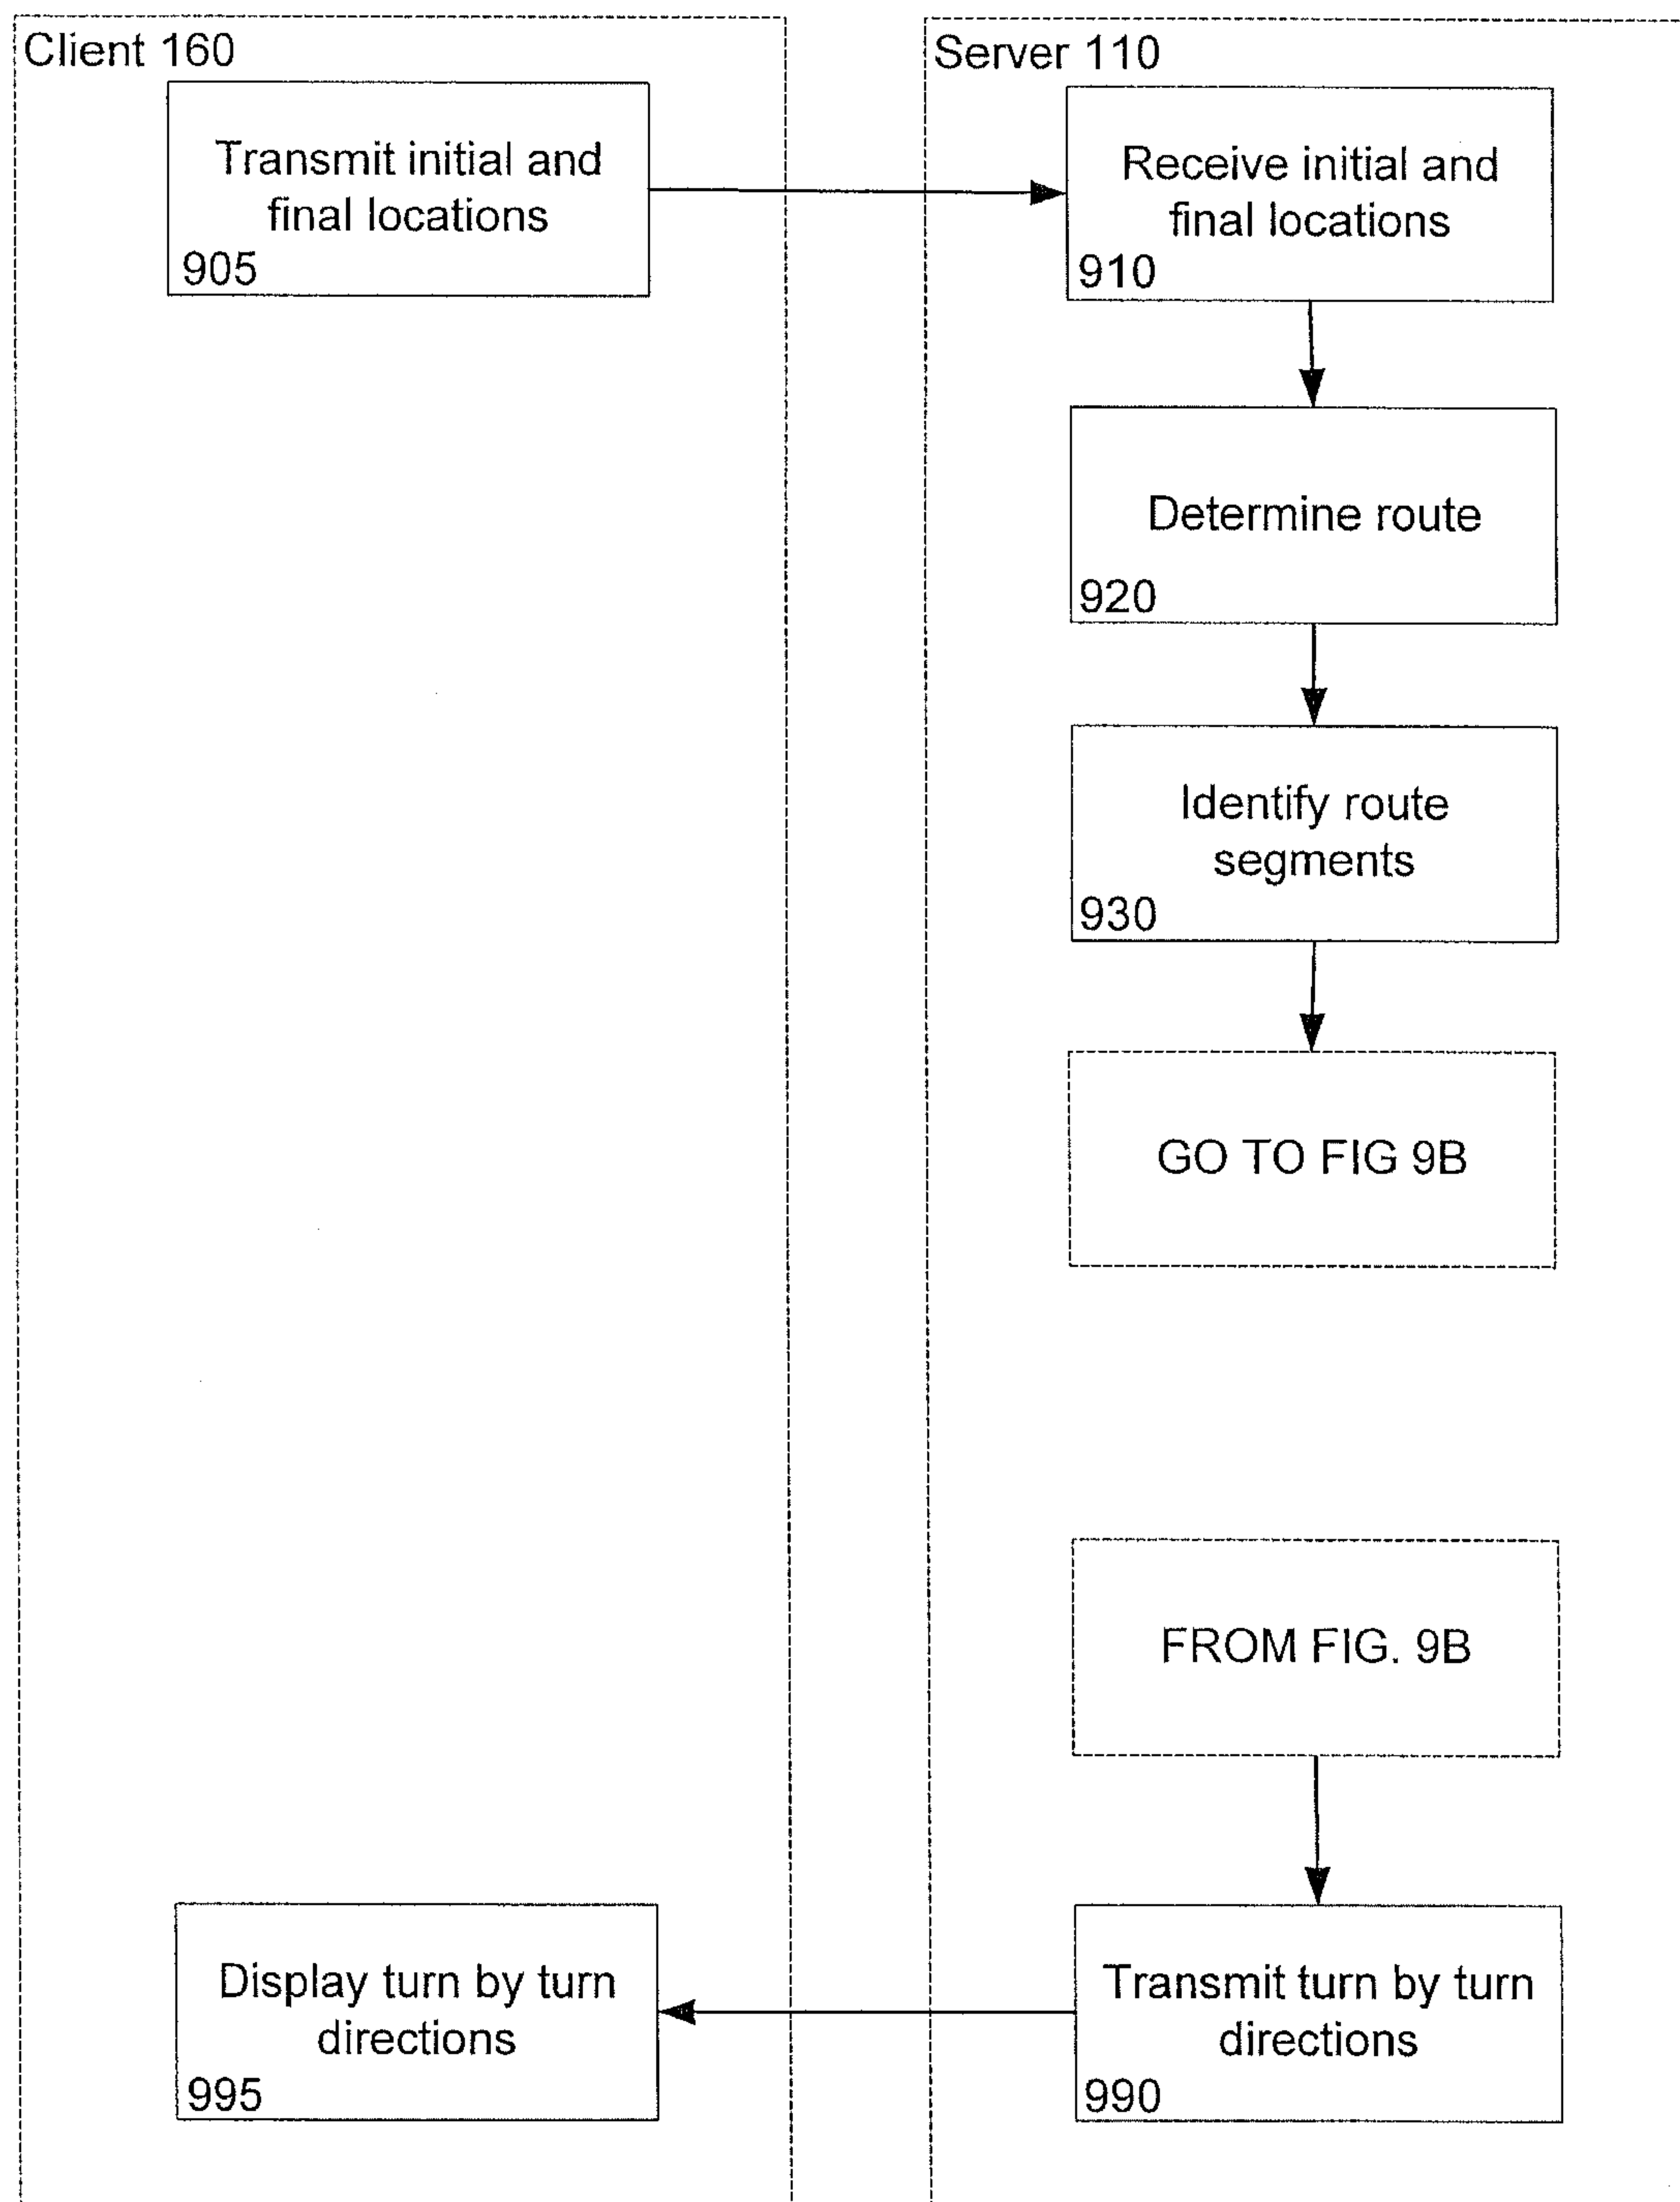 Client 160
Server 110
Transmit initial and
final locations
905
Receive initial and
final locations
910
Determine route
920
Identify route
segments
930
GO TO FIG 9B
FROM FIG. 9B
Display turn by turn
directions
995
Transmit turn by turn
directions
990